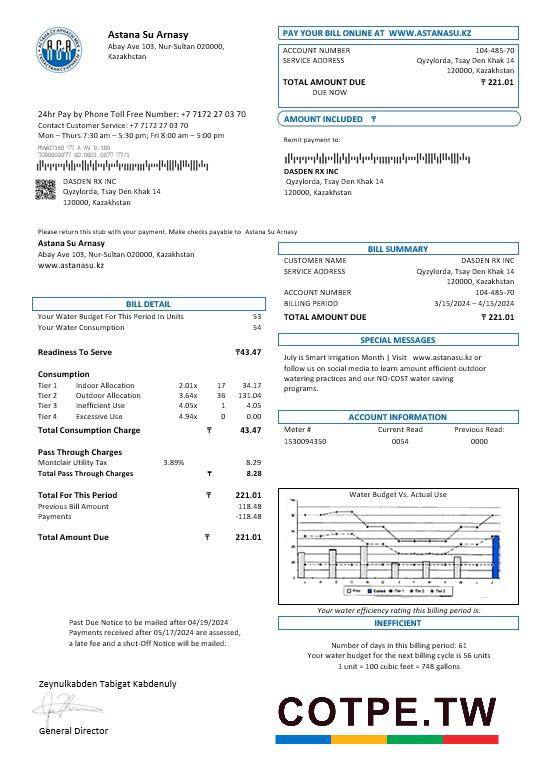 Astana Su Arnasy
Abay Ave 103, Nur-Sultan 020000,
Kazakhstan
PAY YOUR BILL ONLINE AT WWW.ASTANASU.KZ
ACCOUNT NUMBER 104-485-70
SERVICE ADDRESS Qyzylorda, Tsay Den Khak 14
120000, Kazakhstan
TOTAL AMOUNT DUE ₸ 221.01
DUE NOW
AMOUNT INCLUDED ₸
24hr Pay by Phone Toll Free Number: +7 7172 27 03 70
Contact Customer Service: +7 7172 27 03 70
Mon – Thurs 7:30 am – 5:30 pm; Fri 8:00 am – 5:00 pm
Remit payment to:
DASDEN RX INC
Qyzylorda, Tsay Den Khak 14
120000, Kazakhstan
DASDEN RX INC
Qyzylorda, Tsay Den Khak 14
120000, Kazakhstan
Please return this stub with your payment. Make checks payable to Astana Su Arnasy
Astana Su Arnasy
Abay Ave 103, Nur-Sultan 020000, Kazakhstan
www.astanasu.kz
BILL SUMMARY
CUSTOMER NAME DASDEN RX INC
SERVICE ADDRESS Qyzylorda, Tsay Den Khak 14
120000, Kazakhstan
ACCOUNT NUMBER 104-485-70
BILLING PERIOD 3/15/2024 – 4/15/2024
TOTAL AMOUNT DUE ₸ 221.01
BILL DETAIL
Your Water Budget For This Period In Units 53
Your Water Consumption 54
Readiness To Serve ₸43.47
Consumption
Tier 1 Indoor Allocation 2.01x 17 34.17
Tier 2 Outdoor Allocation 3.64x 36 131.04
Tier 3 Inefficient Use 4.05x 1 4.05
Tier 4 Excessive Use 4.94x 0 0.00
Total Consumption Charge ₸ 43.47
Pass Through Charges
Montclair Utility Tax 3.89% 8.29
Total Pass Through Charges ₸ 8.28
Total For This Period ₸ 221.01
Previous Bill Amount 118.48
Payments -118.48
Total Amount Due ₸ 221.01
SPECIAL MESSAGES
July is Smart Irrigation Month | Visit www.astanasu.kz or
follow us on social media to learn amount efficient outdoor
watering practices and our NO-COST water saving
programs.
ACCOUNT INFORMATION
Meter # Current Read Previous Read:
1530094350 0054 0000
Water Budget Vs. Actual Use
Your water efficiency rating this billing period is:
INEFFICIENT
Number of days in this billing period: 61
Your water budget for the next billing cycle is 56 units
1 unit = 100 cubic feet = 748 gallons
Past Due Notice to be mailed after 04/19/2024
Payments received after 05/17/2024 are assessed,
a late fee and a shut-Off Notice will be mailed.
Zeynulkabden Tabigat Kabdenuly
General Director
COTPE.TW